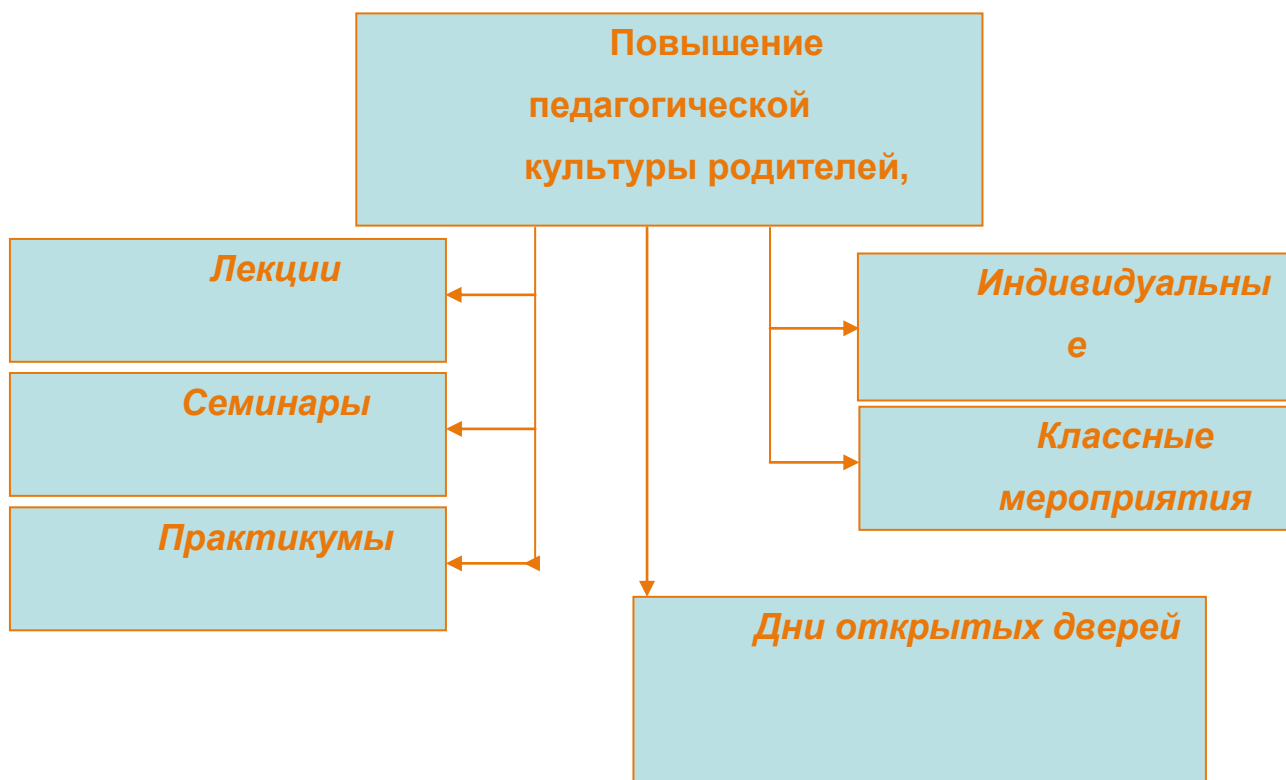 Повышение
педагогической
культуры родителей,
Лекции
Семинары
Практикумы
Индивидуальны
е
Классные
мероприятия
Дни открытых дверей